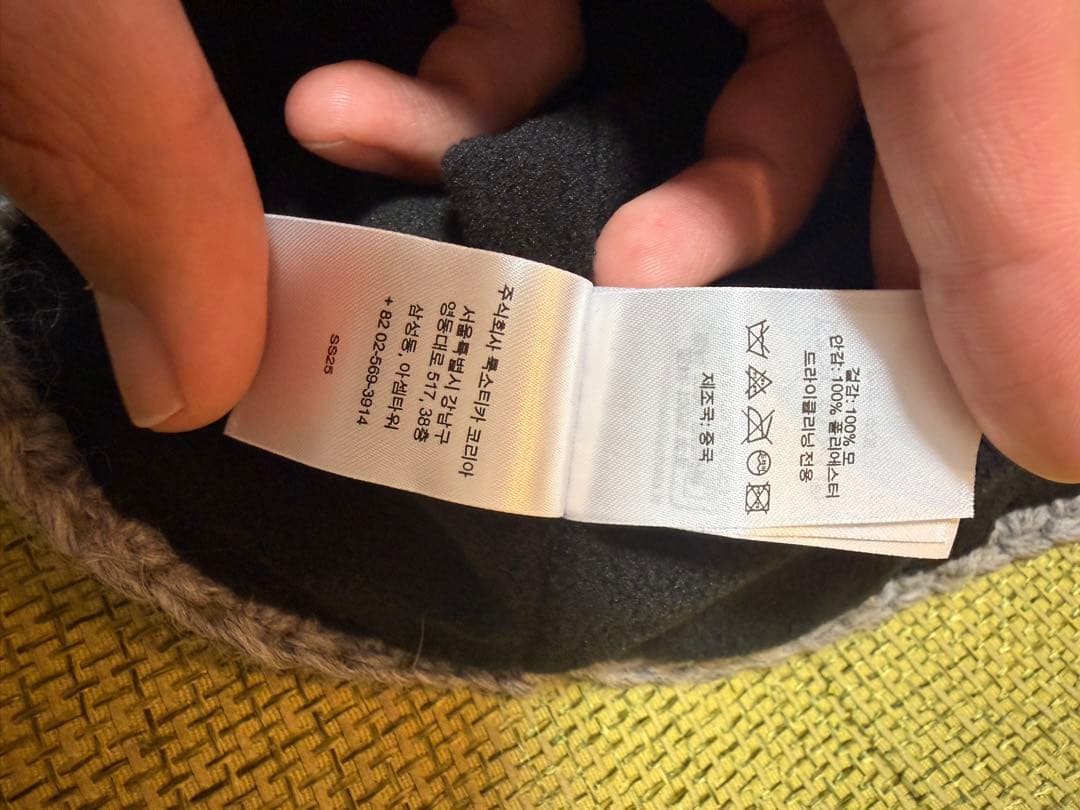 겉감: 100% 모
안감: 100% 폴리에스터
드라이클리닝 전용
제조국: 중국
주식회사 룩스티카 코리아
서울특별시 강남구
영동대로 517, 38층
삼성동, 아셈타워
+ 82 02-569-3914
SS25